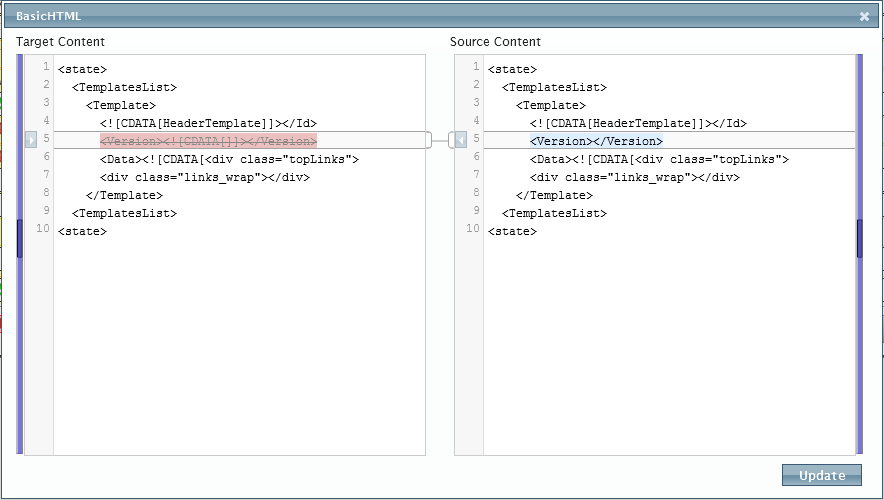 BasicHTML
Target Content
1 <state>
2 <TemplatesList>
3 <Template>
4 <![CDATA[HeaderTemplate]]></Id>
5 <Version><![CDATA[]]></Version>
6 <Data><![CDATA[<div class="topLinks">
7 <div class="links_wrap"></div>
8 </Template>
9 <TemplatesList>
10 <state>
Source Content
1 <state>
2 <TemplatesList>
3 <Template>
4 <![CDATA[HeaderTemplate]]></Id>
5 <Version></Version>
6 <Data><![CDATA[<div class="topLinks">
7 <div class="links_wrap"></div>
8 </Template>
9 <TemplatesList>
10 <state>
Update